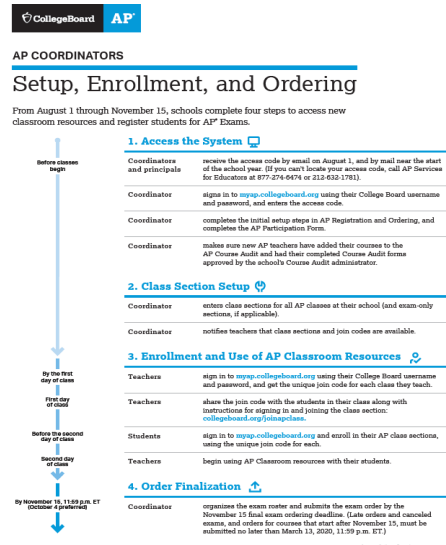 CollegeBoard AP®
AP COORDINATORS
Setup, Enrollment, and Ordering
From August 1 through November 15, schools complete four steps to access new
classroom resources and register students for AP® Exams.
Before classes
begin
1. Access the System
Coordinators
and principals
receive the access code by email on August 1, and by mail near the start
of the school year. (If you can't locate your access code, call AP Services
for Educators at 877-274-6474 or 212-632-1781).
Coordinator
signs in to myap.collegeboard.org using their College Board username
and password, and enters the access code.
Coordinator
completes the initial setup steps in AP Registration and Ordering, and
completes the AP Participation Form.
Coordinator
makes sure new AP teachers have added their courses to the
AP Course Audit and had their completed Course Audit forms
approved by the school's Course Audit administrator.
2. Class Section Setup
Coordinator
enters class sections for all AP classes at their school (and exam-only
sections, if applicable).
Coordinator
notifies teachers that class sections and join codes are available.
3. Enrollment and Use of AP Classroom Resources
By the first
day of class
Teachers
sign in to myap.collegeboard.org using their College Board username
and password, and get the unique join code for each class they teach.
First day
of class
Teachers
share the join code with the students in their class along with
instructions for signing in and joining the class section:
collegeboard.org/joinapclass.
Before the second
day of class
Students
sign in to myap.collegeboard.org and enroll in their AP class sections,
using the unique join code for each.
Second day
of class
Teachers
begin using AP Classroom resources with their students.
4. Order Finalization
By November 15, 11:59 p.m. ET
(October 4 preferred)
Coordinator
organizes the exam roster and submits the exam order by the
November 15 final exam ordering deadline. (Late orders and canceled
exams, and orders for courses that start after November 15, must be
submitted no later than March 13, 2020, 11:59 p.m. ET.)